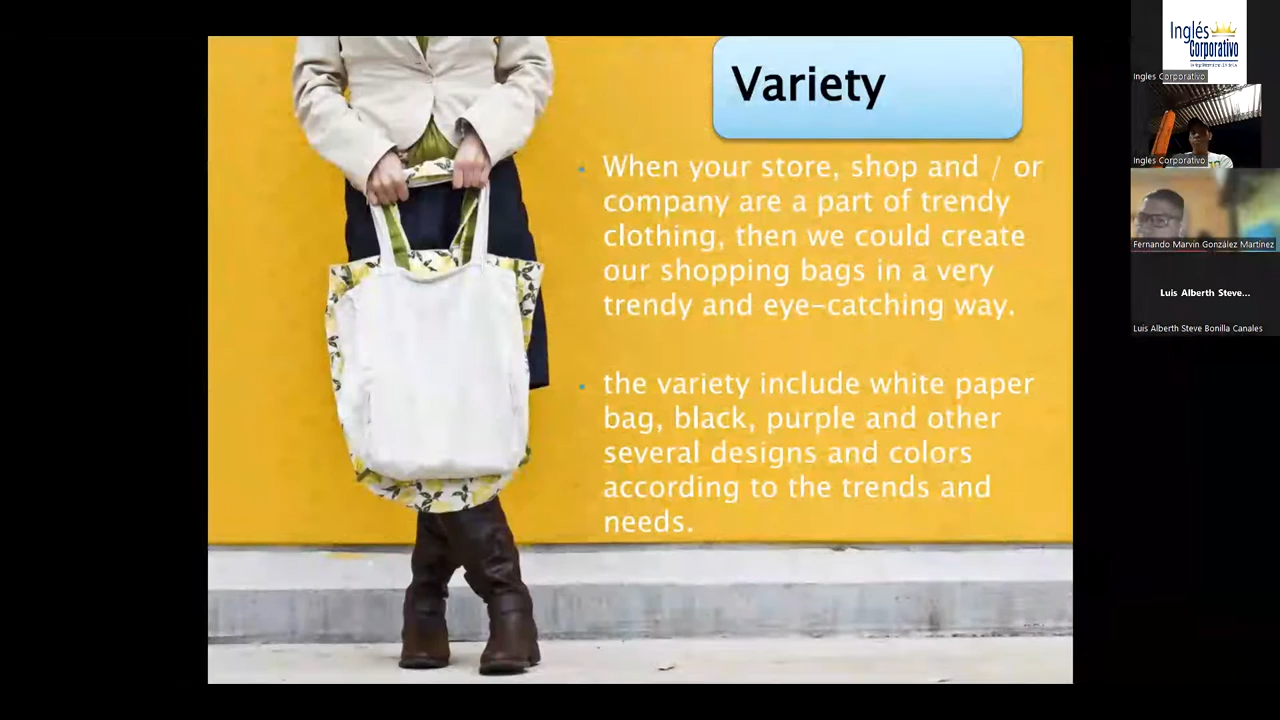 Variety
When your store, shop and / or
company are a part of trendy
clothing, then we could create
our shopping bags in a very
trendy and eye-catching way.
the variety include white paper
bag, black, purple and other
several designs and colors
according to the trends and
needs.
Inglés
Corporativo
Ingles Corporativo
Ingles Corporativo
Fernando Marvin González Martínez
Luis Alberth Steve...
Luis Alberth Steve Bonilla Canales